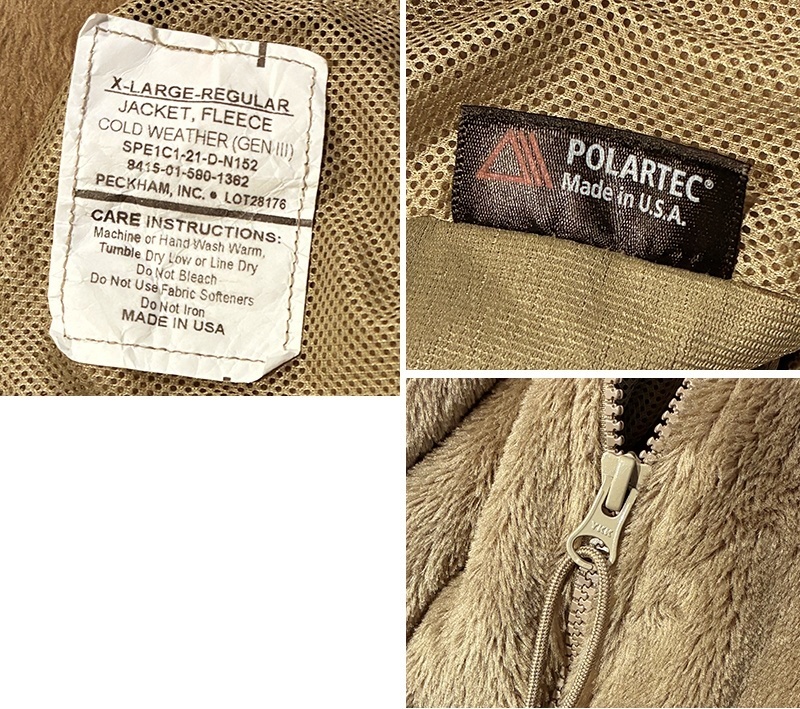 X-LARGE-REGULAR
JACKET, FLEECE
COLD WEATHER (GEN III)
SPE1C1-21-D-N152
8415-01-590-1362
PECKHAM, INC. • LOT28176
CARE INSTRUCTIONS:
Machine or Hand Wash Warm,
Tumble Dry Low or Line Dry
Do Not Bleach
Do Not Use Fabric Softeners
Do Not Iron
MADE IN USA
POLARTEC®
Made in U.S.A.
YKK